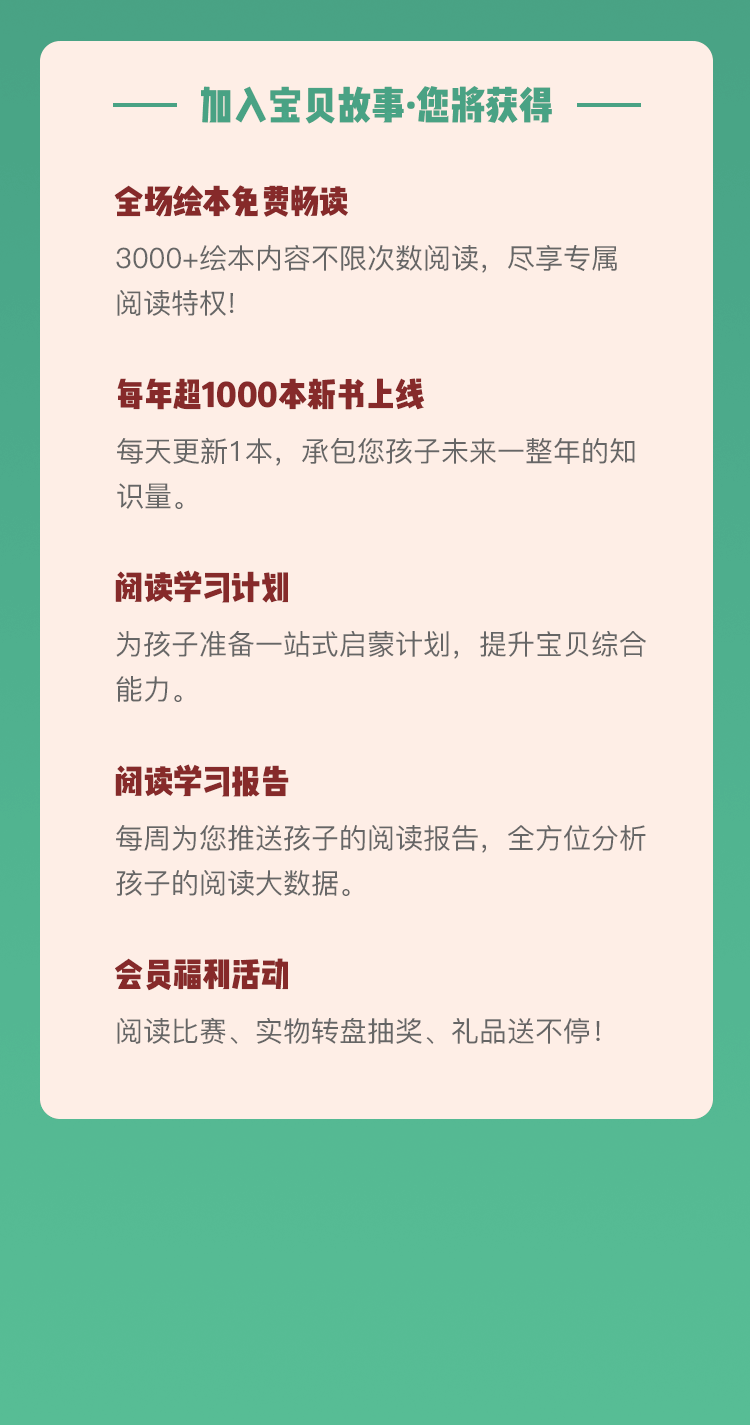 加入宝贝故事·您將获得
全场绘本免费畅读
3000+绘本内容不限次数阅读，尽享专属
阅读特权!
每年超1000本新书上线
每天更新1本，承包您孩子未来一整年的知
识量。
阅读学习计划
为孩子准备一站式启蒙计划，提升宝贝综合
能力。
阅读学习报告
每周为您推送孩子的阅读报告，全方位分析
孩子的阅读大数据。
会员福利活动
阅读比赛、实物转盘抽奖、礼品送不停！